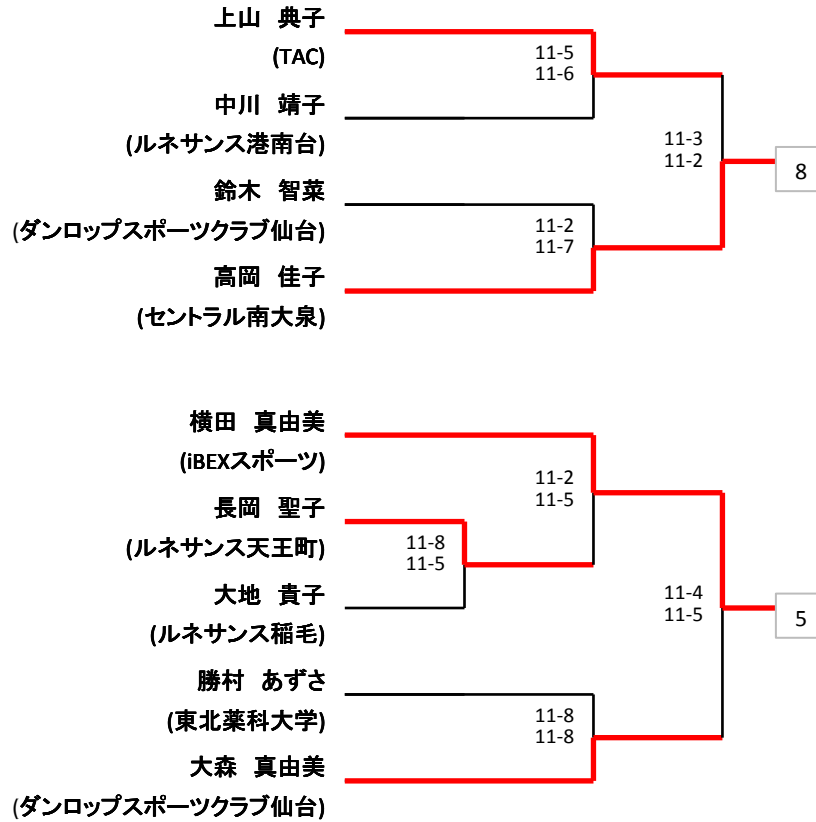 上山　典子
(TAC)
11-5
11-6
中川　靖子
(ルネサンス港南台)
11-3
11-2
8
鈴木　智菜
(ダンロップスポーツクラブ仙台)
11-2
11-7
高岡　佳子
(セントラル南大泉)
横田　真由美
(iBEXスポーツ)
11-2
11-5
長岡　聖子
(ルネサンス天王町)
11-8
11-5
大地　貴子
(ルネサンス稲毛)
11-4
11-5
5
勝村　あずさ
(東北薬科大学)
11-8
11-8
大森　真由美
(ダンロップスポーツクラブ仙台)